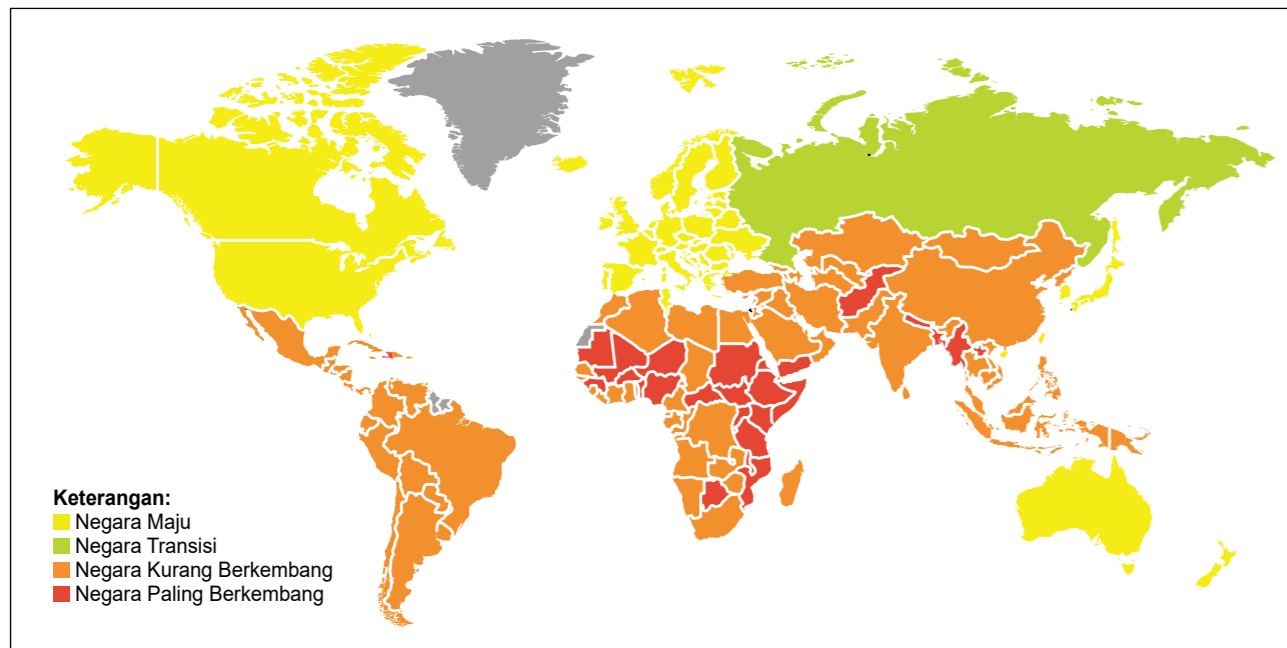 Keterangan:
Negara Maju
Negara Transisi
Negara Kurang Berkembang
Negara Paling Berkembang